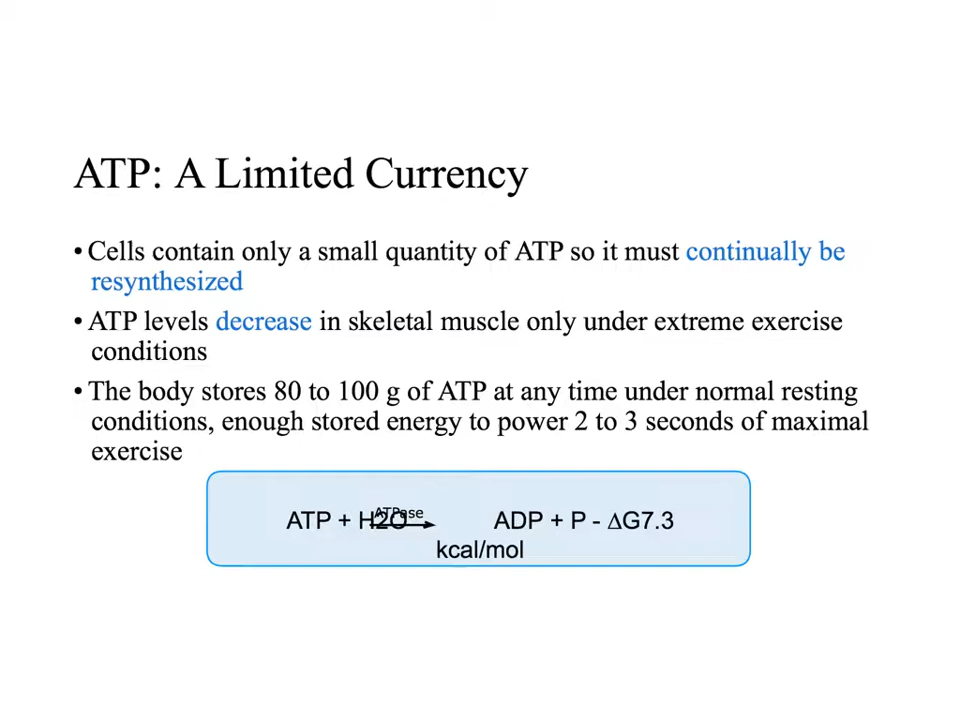 ATP: A Limited Currency
• Cells contain only a small quantity of ATP so it must continually be
resynthesized
• ATP levels decrease in skeletal muscle only under extreme exercise
conditions
• The body stores 80 to 100 g of ATP at any time under normal resting
conditions, enough stored energy to power 2 to 3 seconds of maximal
exercise
ATPase
ATP + H2O ADP + P - ΔG7.3
kcal/mol